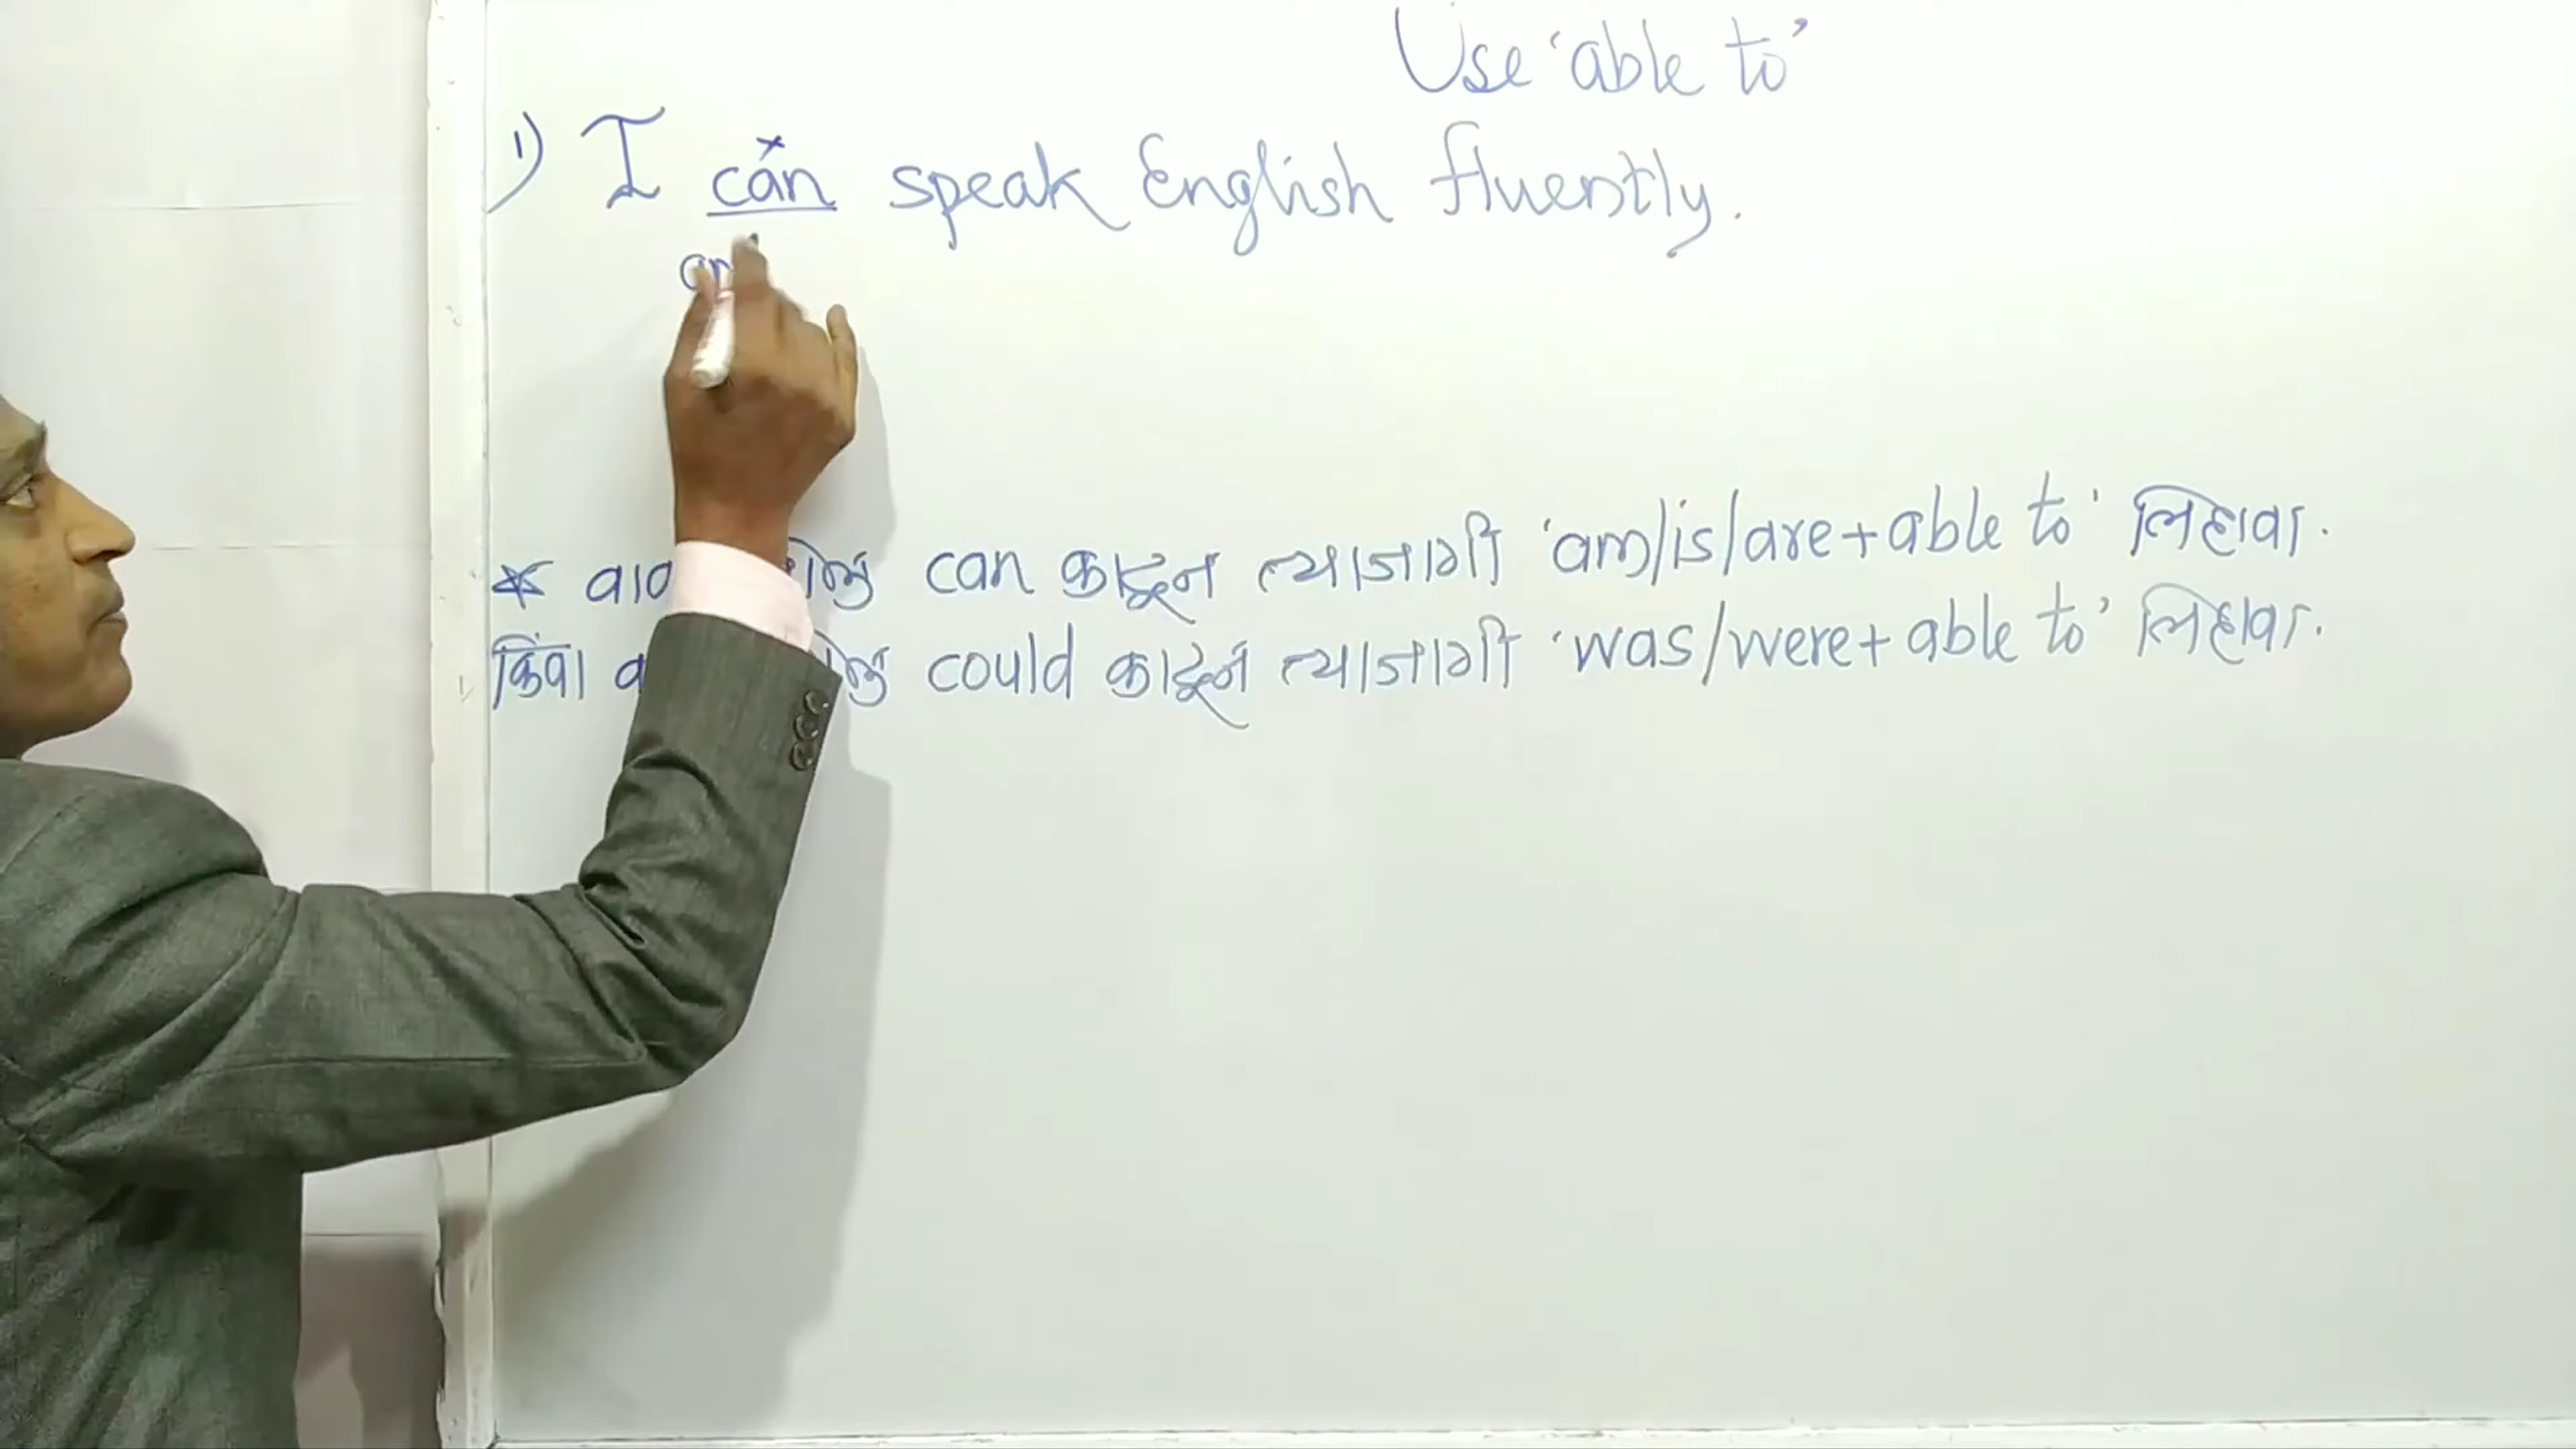 Use 'able to'
1) I can speak English fluently.
* can काढून त्याजागी 'am/is/are+able to' लिहावा.
किंवा could काढून त्याजागी 'was/were+able to' लिहावा.